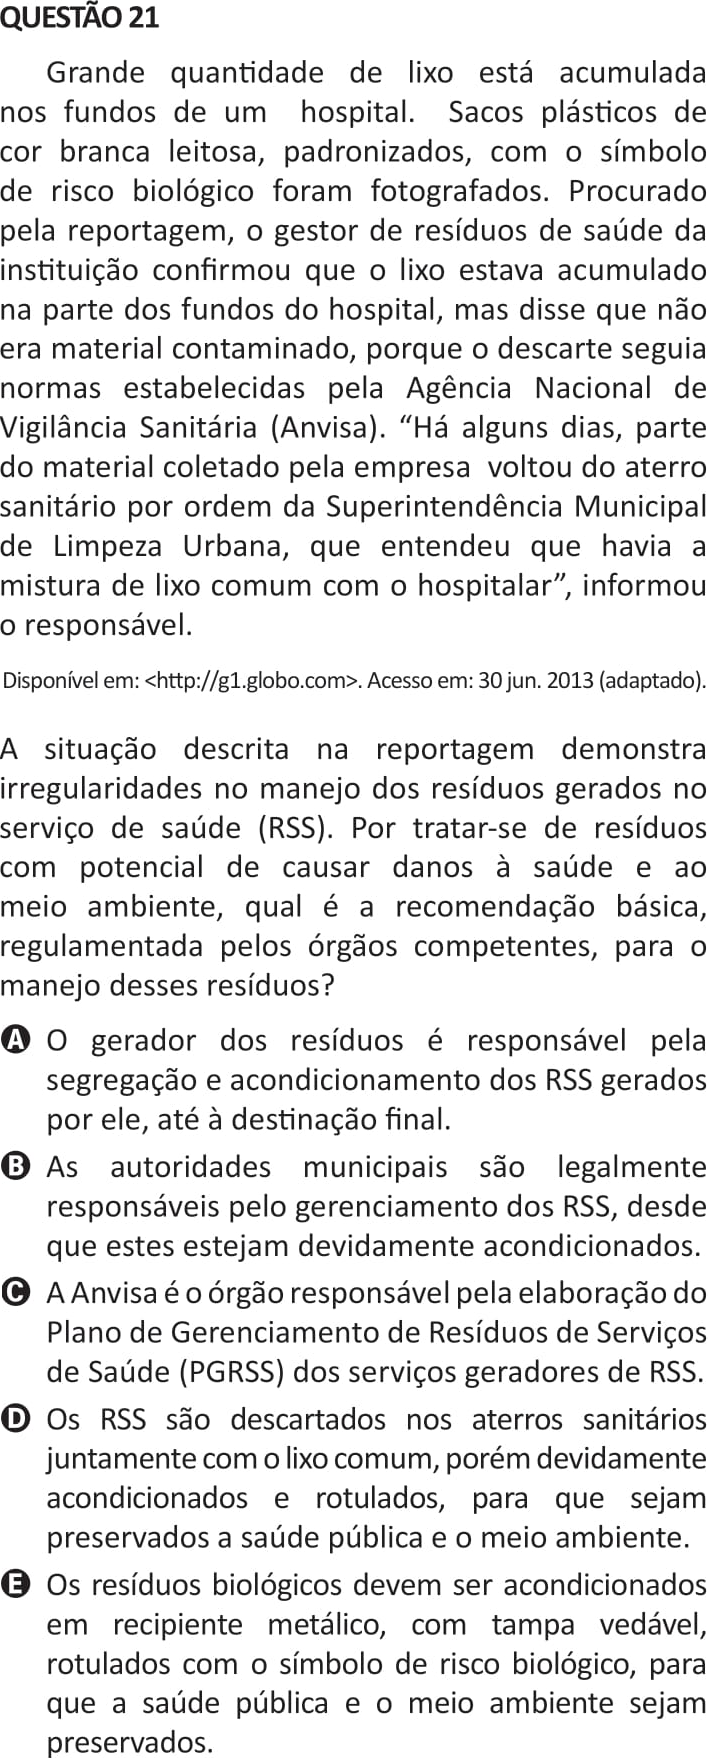 QUESTÃO 21
Grande quantidade de lixo está acumulada
nos fundos de um hospital. Sacos plásticos de
cor branca leitosa, padronizados, com o símbolo
de risco biológico foram fotografados. Procurado
pela reportagem, o gestor de resíduos de saúde da
instituição confirmou que o lixo estava acumulado
na parte dos fundos do hospital, mas disse que não
era material contaminado, porque o descarte seguia
normas estabelecidas pela Agência Nacional de
Vigilância Sanitária (Anvisa). “Há alguns dias, parte
do material coletado pela empresa voltou do aterro
sanitário por ordem da Superintendência Municipal
de Limpeza Urbana, que entendeu que havia a
mistura de lixo comum com o hospitalar”, informou
o responsável.
Disponível em: <http://g1.globo.com>. Acesso em: 30 jun. 2013 (adaptado).
A situação descrita na reportagem demonstra
irregularidades no manejo dos resíduos gerados no
serviço de saúde (RSS). Por tratar-se de resíduos
com potencial de causar danos à saúde e ao
meio ambiente, qual é a recomendação básica,
regulamentada pelos órgãos competentes, para o
manejo desses resíduos?
A O gerador dos resíduos é responsável pela
segregação e acondicionamento dos RSS gerados
por ele, até à destinação final.
B As autoridades municipais são legalmente
responsáveis pelo gerenciamento dos RSS, desde
que estes estejam devidamente acondicionados.
C A Anvisa é o órgão responsável pela elaboração do
Plano de Gerenciamento de Resíduos de Serviços
de Saúde (PGRSS) dos serviços geradores de RSS.
D Os RSS são descartados nos aterros sanitários
juntamente com o lixo comum, porém devidamente
acondicionados e rotulados, para que sejam
preservados a saúde pública e o meio ambiente.
E Os resíduos biológicos devem ser acondicionados
em recipiente metálico, com tampa vedável,
rotulados com o símbolo de risco biológico, para
que a saúde pública e o meio ambiente sejam
preservados.